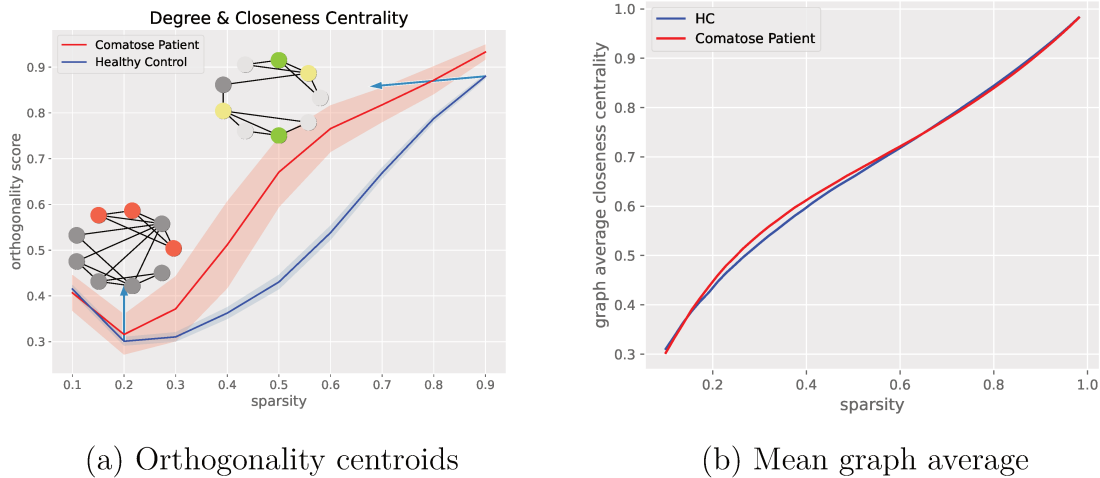 Degree & Closeness Centrality
Comatose Patient
Healthy Control
orthogonality score
0.9
0.8
0.7
0.6
0.5
0.4
0.3
0.1 0.2 0.3 0.4 0.5 0.6 0.7 0.8 0.9
sparsity
(a) Orthogonality centroids
HC
Comatose Patient
graph average closeness centrality
1.0
0.9
0.8
0.7
0.6
0.5
0.4
0.3
0.2 0.4 0.6 0.8 1.0
sparsity
(b) Mean graph average